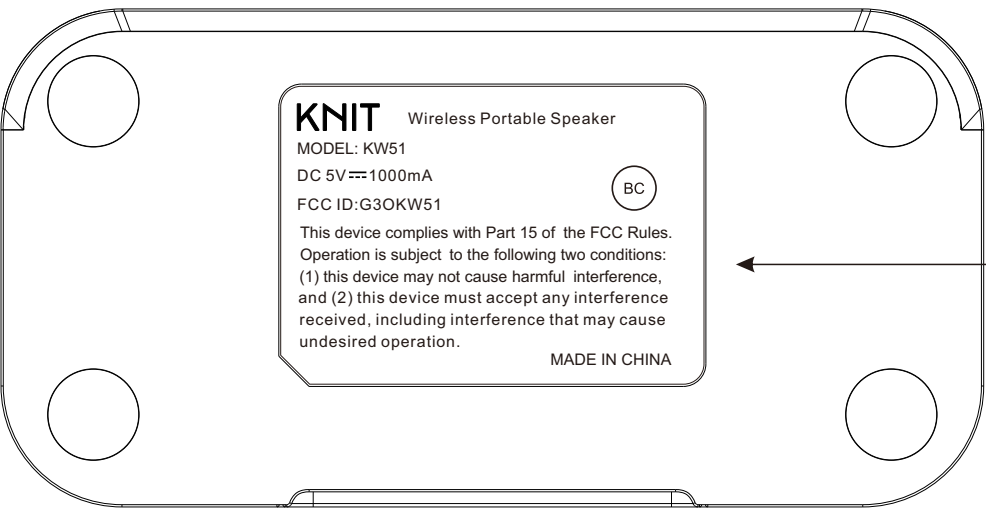 KNIT Wireless Portable Speaker
MODEL: KW51
DC 5V⎓1000mA
BC
FCC ID:G3OKW51
This device complies with Part 15 of the FCC Rules.
Operation is subject to the following two conditions:
(1) this device may not cause harmful interference,
and (2) this device must accept any interference
received, including interference that may cause
undesired operation.
MADE IN CHINA